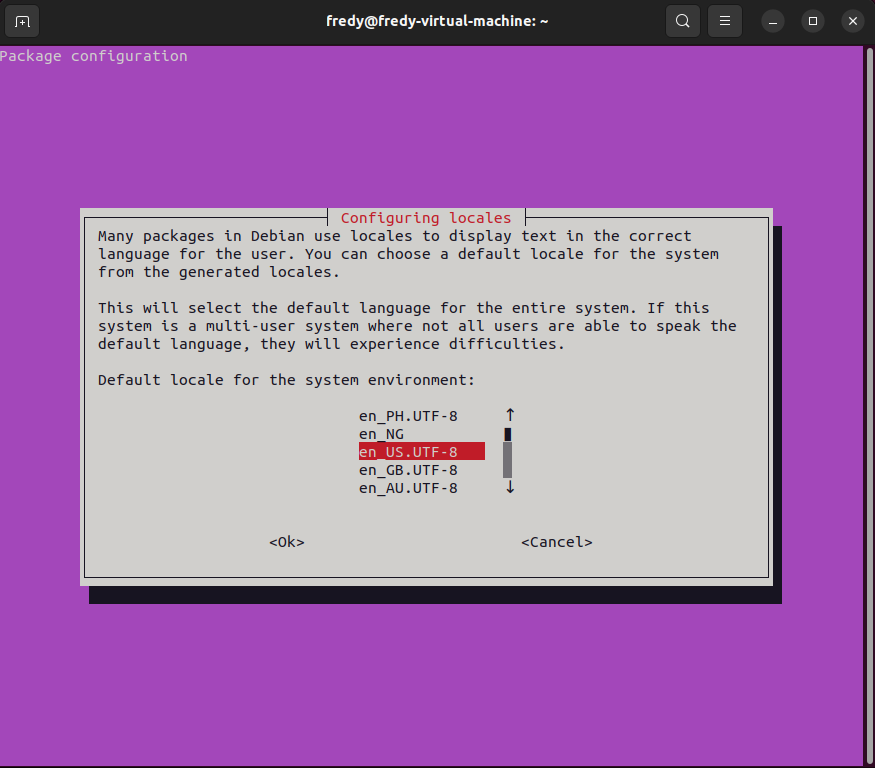 fredy@fredy-virtual-machine: ~
Package configuration
Configuring locales
Many packages in Debian use locales to display text in the correct
language for the user. You can choose a default locale for the system
from the generated locales.
This will select the default language for the entire system. If this
system is a multi-user system where not all users are able to speak the
default language, they will experience difficulties.
Default locale for the system environment:
en_PH.UTF-8
en_NG
en_US.UTF-8
en_GB.UTF-8
en_AU.UTF-8
<Ok> <Cancel>